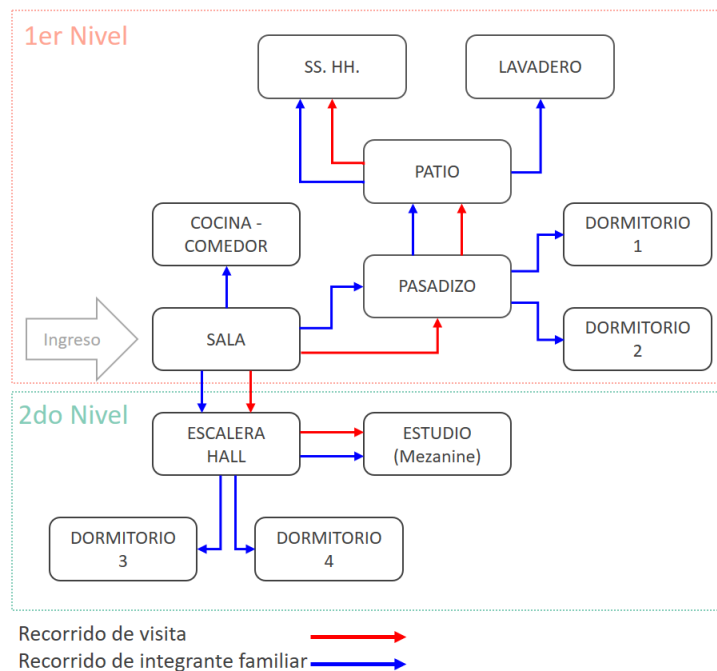 1er Nivel
SS. HH.
LAVADERO
PATIO
COCINA -
COMEDOR
DORMITORIO
1
PASADIZO
Ingreso
SALA
DORMITORIO
2
2do Nivel
ESCALERA
HALL
ESTUDIO
(Mezanine)
DORMITORIO
3
DORMITORIO
4
Recorrido de visita
Recorrido de integrante familiar